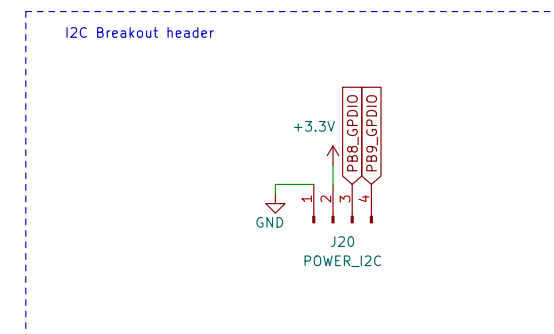 I2C Breakout header
+3.3V
PB8_GPDIO
PB9_GPDIO
1
2
3
4
GND
J20
POWER_I2C